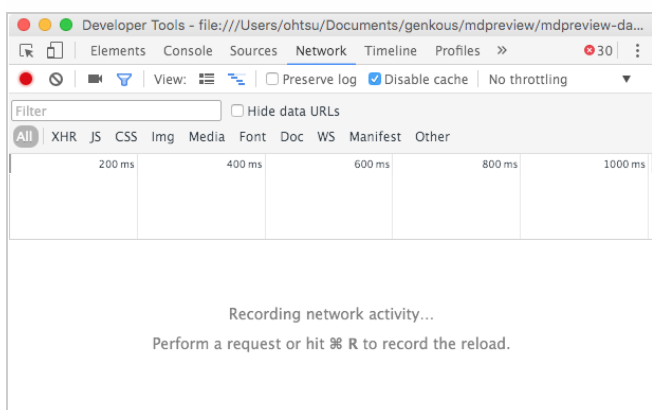 Developer Tools - file:///Users/ohtsu/Documents/genkous/mdpreview/mdpreview-da...
Elements Console Sources Network Timeline Profiles » 30
View: Preserve log Disable cache No throttling
Filter Hide data URLs
All XHR JS CSS Img Media Font Doc WS Manifest Other
200 ms 400 ms 600 ms 800 ms 1000 ms
Recording network activity...
Perform a request or hit ⌘ R to record the reload.